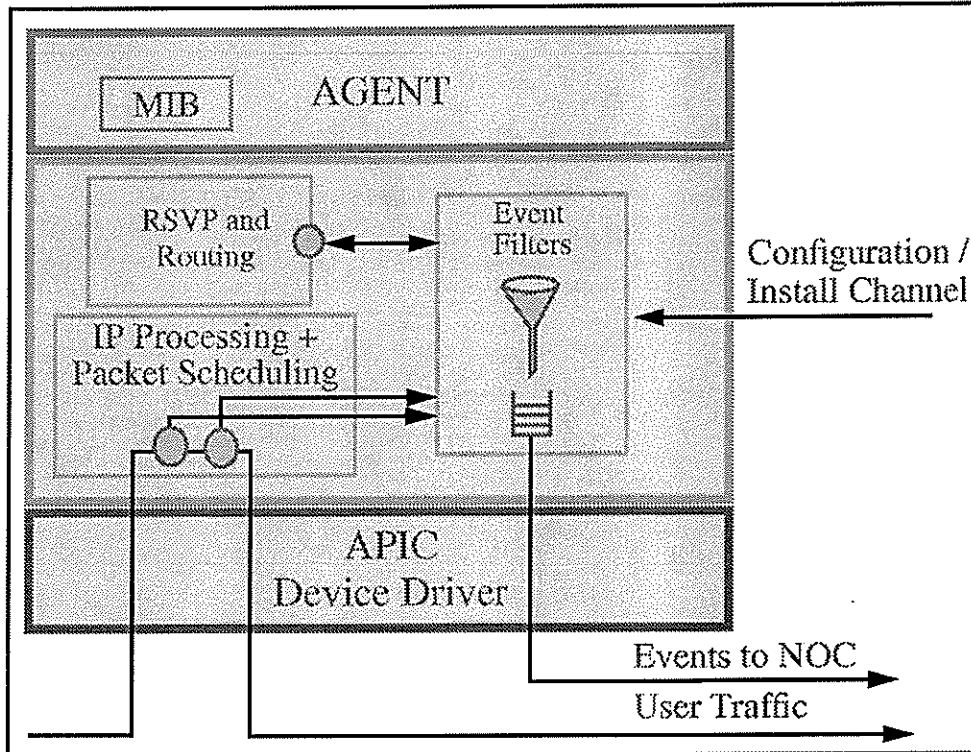 MIB
AGENT
RSVP and
Routing
Event
Filters
Configuration /
Install Channel
IP Processing +
Packet Scheduling
APIC
Device Driver
Events to NOC
User Traffic